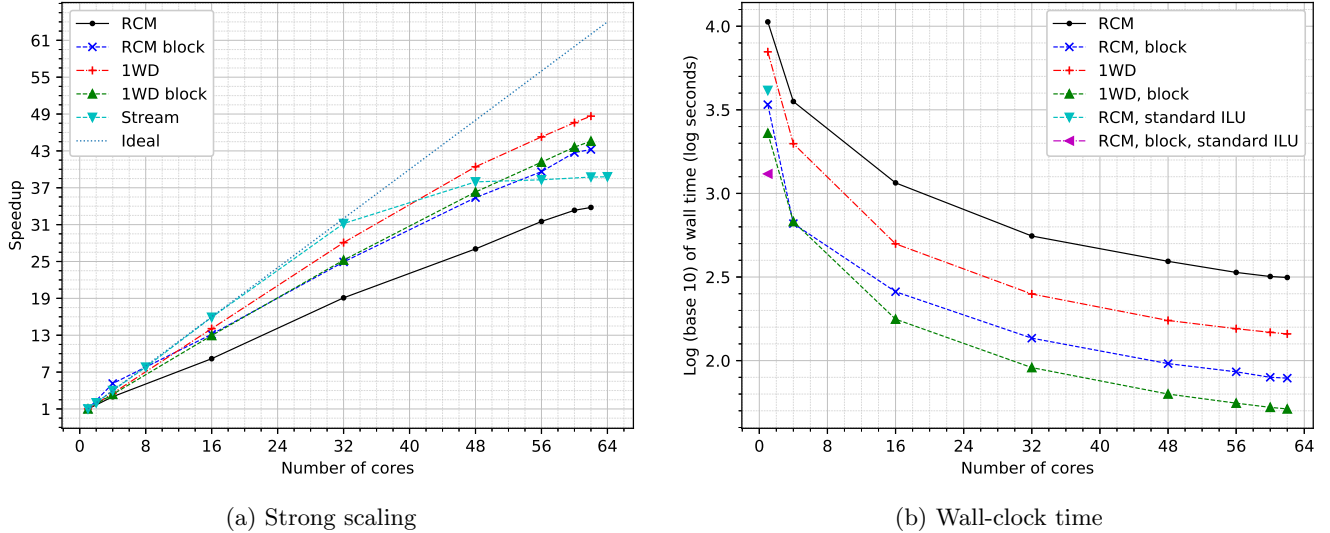 RCM
RCM block
1WD
1WD block
Stream
Ideal
61
55
49
43
37
31
25
19
13
7
1
0 8 16 24 32 40 48 56 64
Speedup
Number of cores
(a) Strong scaling
RCM
RCM, block
1WD
1WD, block
RCM, standard ILU
RCM, block, standard ILU
4.0
3.5
3.0
2.5
2.0
0 8 16 24 32 40 48 56 64
Log (base 10) of wall time (log seconds)
Number of cores
(b) Wall-clock time